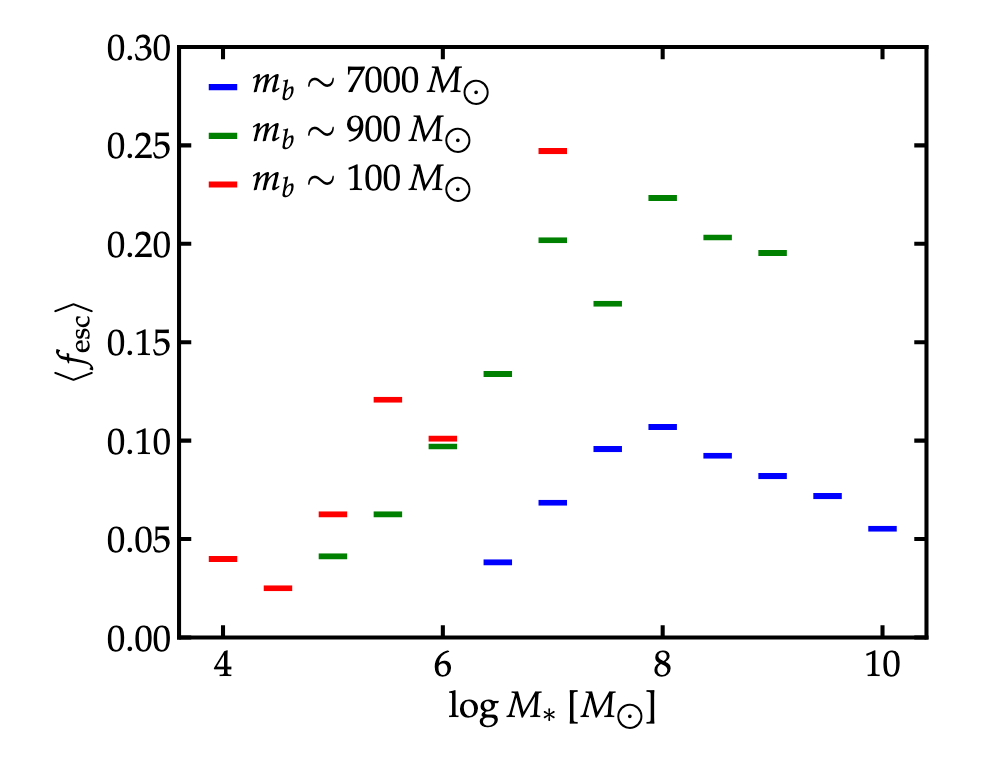 0.30
m_b ∼ 7000 M_⊙
m_b ∼ 900 M_⊙
0.25
m_b ∼ 100 M_⊙
0.20
0.15
⟨f_esc⟩
0.10
0.05
0.00
4 6 8 10
log M_* [M_⊙]